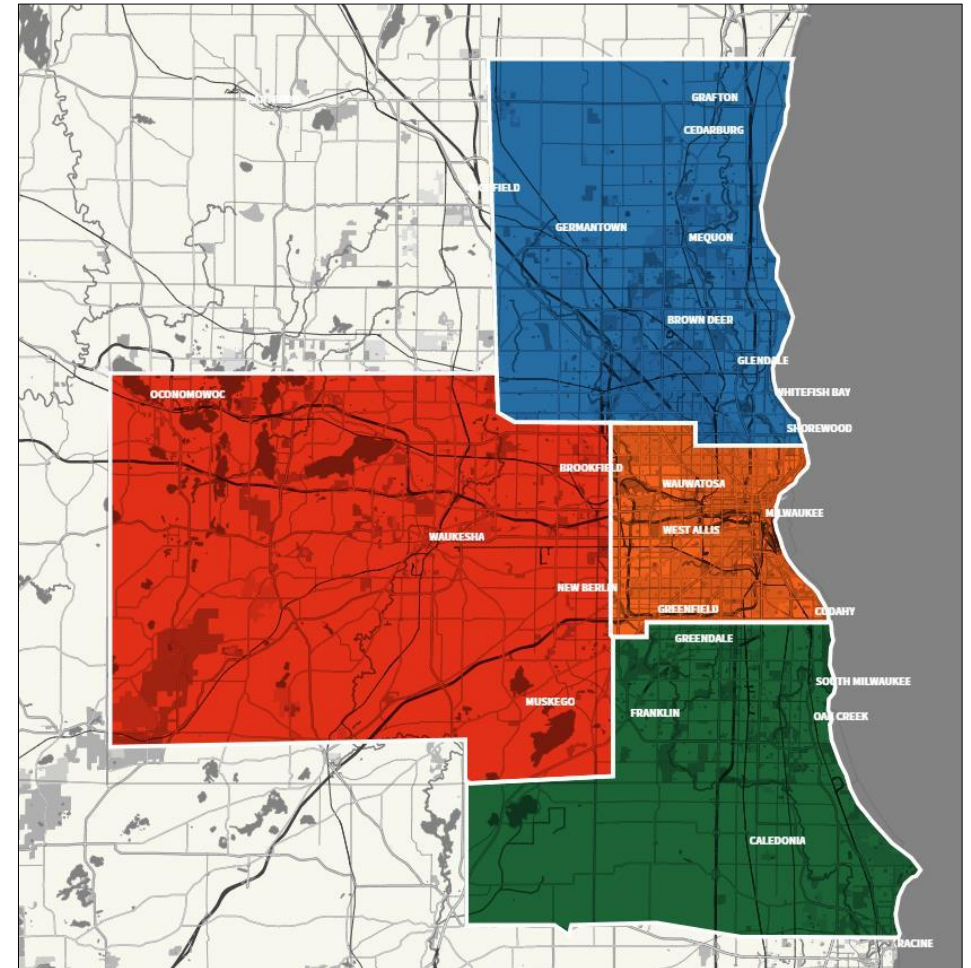 GRAFTON
CEDARBURG
GERMANTOWN
MEQUON
BROWN DEER
GLENDALE
WHITEFISH BAY
OCONOMOWOC
SHOREWOOD
BROOKFIELD
WAUWATOSA
MILWAUKEE
WEST ALLIS
WAUKESHA
NEW BERLIN
GREENFIELD
CUDAHY
GREENDALE
SOUTH MILWAUKEE
MUSKEGO
FRANKLIN
OAK CREEK
CALEDONIA
RACINE